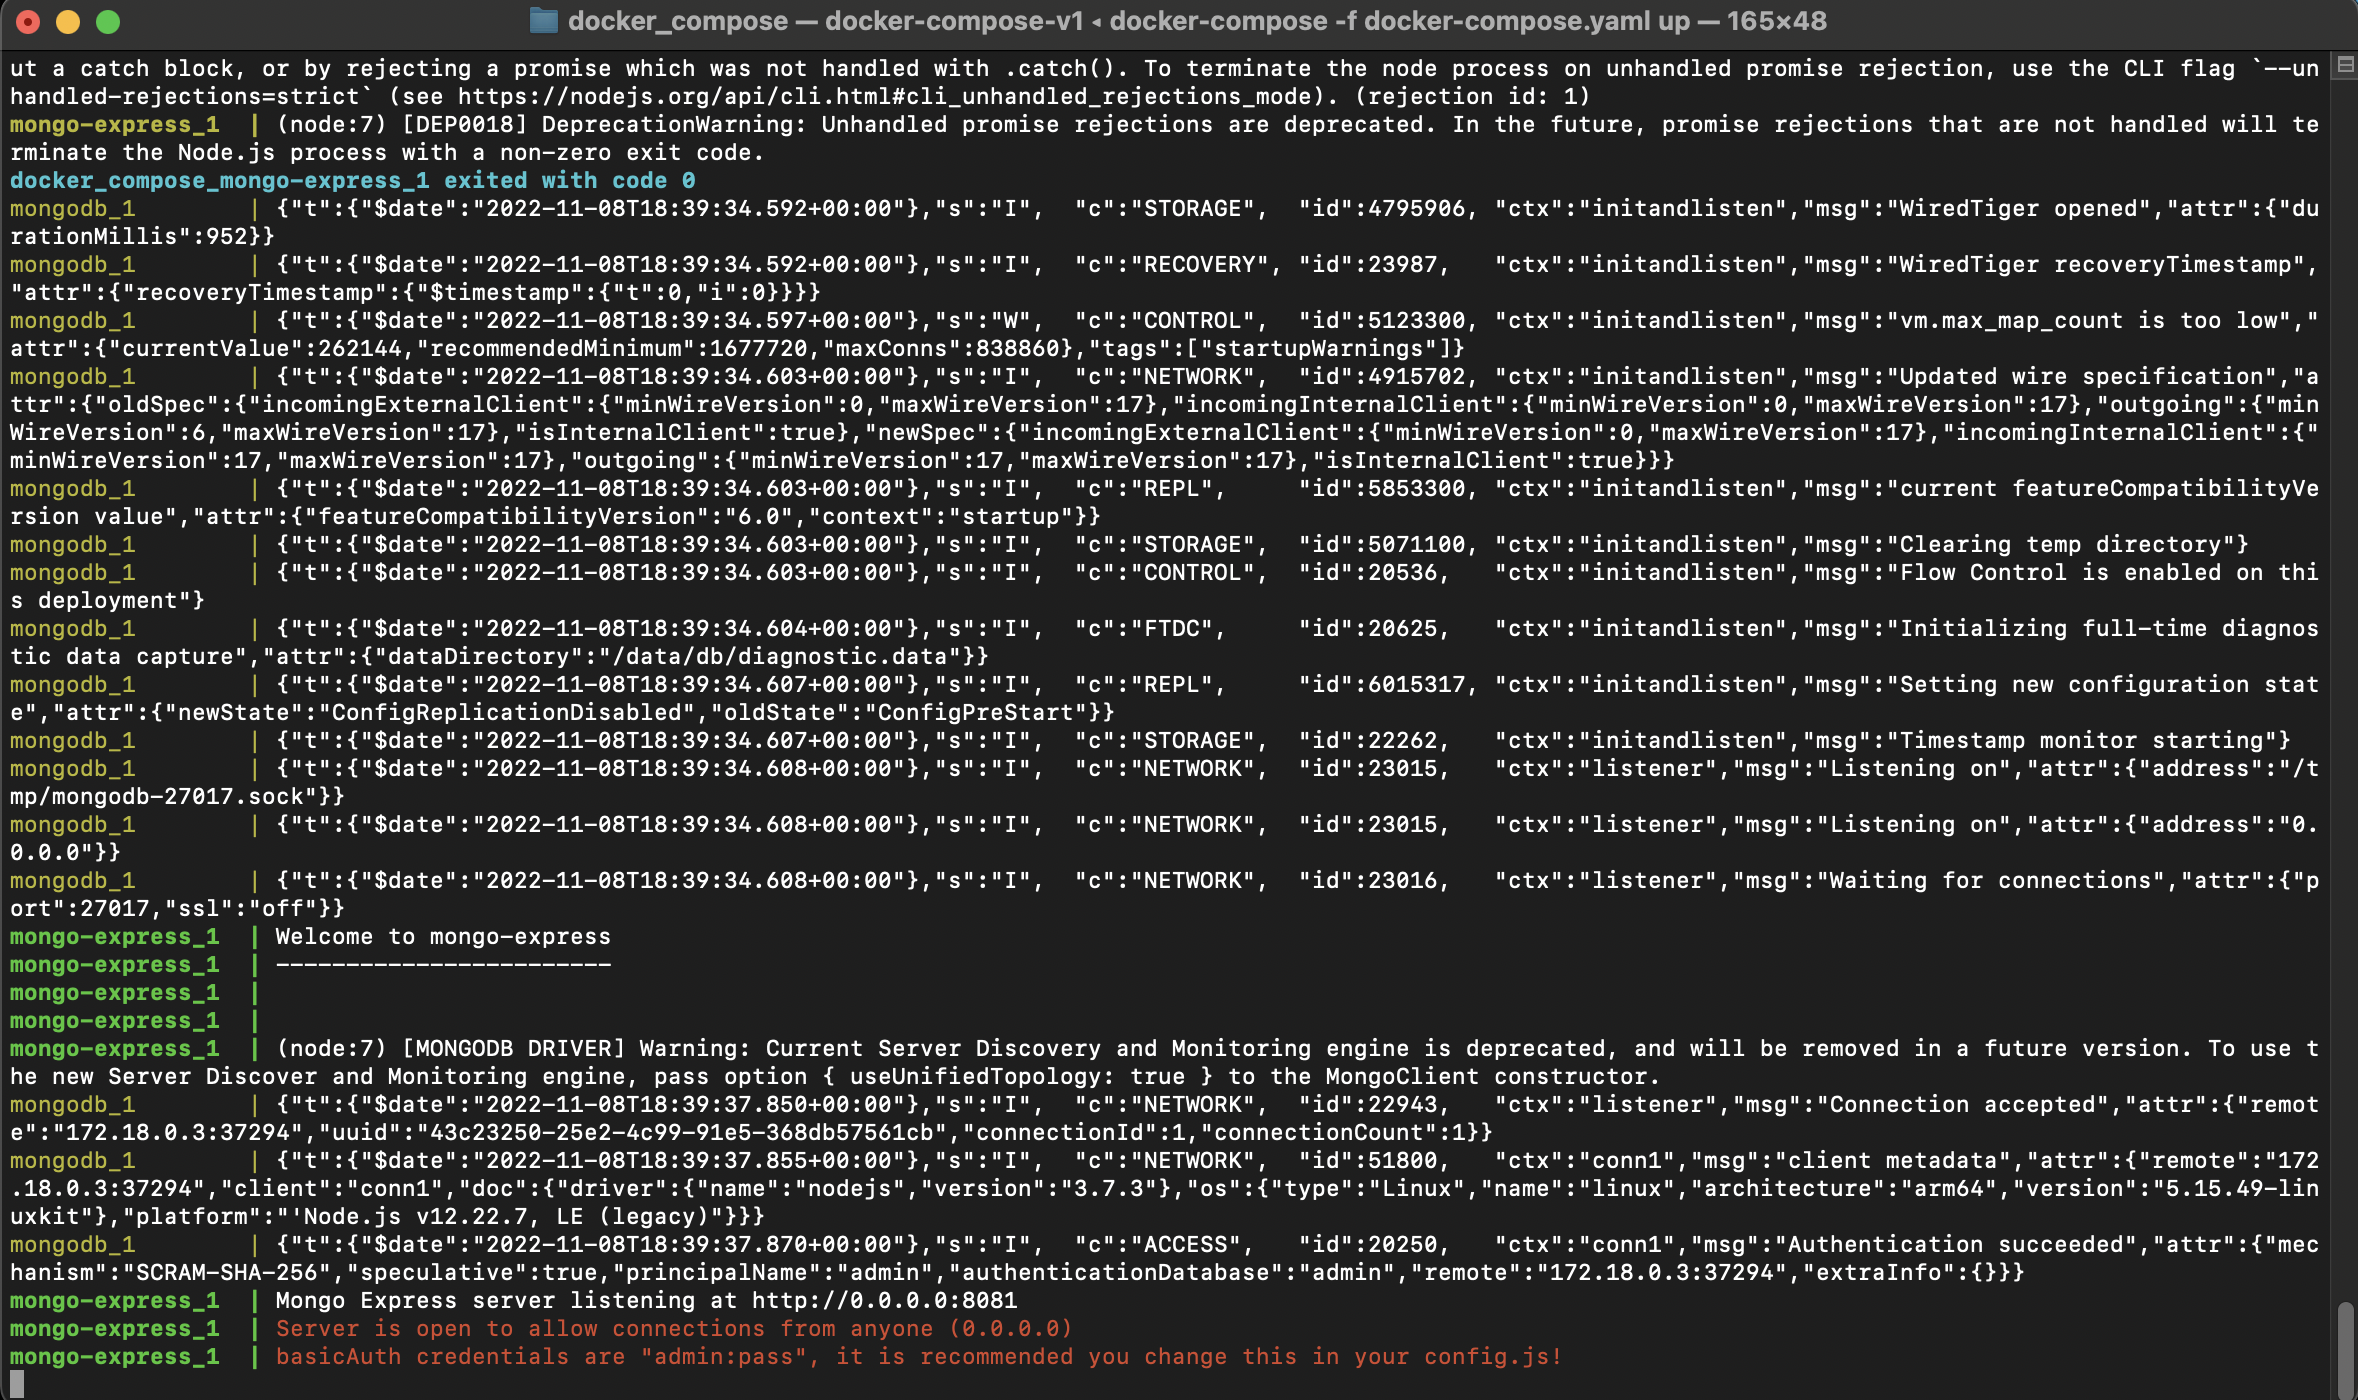 docker_compose — docker-compose-v1 ◂ docker-compose -f docker-compose.yaml up — 165×48
ut a catch block, or by rejecting a promise which was not handled with .catch(). To terminate the node process on unhandled promise rejection, use the CLI flag `--un
handled-rejections=strict` (see https://nodejs.org/api/cli.html#cli_unhandled_rejections_mode). (rejection id: 1)
mongo-express_1  | (node:7) [DEP0018] DeprecationWarning: Unhandled promise rejections are deprecated. In the future, promise rejections that are not handled will te
rminate the Node.js process with a non-zero exit code.
docker_compose_mongo-express_1 exited with code 0
mongodb_1        | {"t":{"$date":"2022-11-08T18:39:34.592+00:00"},"s":"I",  "c":"STORAGE",  "id":4795906, "ctx":"initandlisten","msg":"WiredTiger opened","attr":{"du
rationMillis":952}}
mongodb_1        | {"t":{"$date":"2022-11-08T18:39:34.592+00:00"},"s":"I",  "c":"RECOVERY", "id":23987,   "ctx":"initandlisten","msg":"WiredTiger recoveryTimestamp",
"attr":{"recoveryTimestamp":{"$timestamp":{"t":0,"i":0}}}}
mongodb_1        | {"t":{"$date":"2022-11-08T18:39:34.597+00:00"},"s":"W",  "c":"CONTROL",  "id":5123300, "ctx":"initandlisten","msg":"vm.max_map_count is too low","
attr":{"currentValue":262144,"recommendedMinimum":1677720,"maxConns":838860},"tags":["startupWarnings"]}
mongodb_1        | {"t":{"$date":"2022-11-08T18:39:34.603+00:00"},"s":"I",  "c":"NETWORK",  "id":4915702, "ctx":"initandlisten","msg":"Updated wire specification","a
ttr":{"oldSpec":{"incomingExternalClient":{"minWireVersion":0,"maxWireVersion":17},"incomingInternalClient":{"minWireVersion":0,"maxWireVersion":17},"outgoing":{"min
WireVersion":6,"maxWireVersion":17},"isInternalClient":true},"newSpec":{"incomingExternalClient":{"minWireVersion":0,"maxWireVersion":17},"incomingInternalClient":{"
minWireVersion":17,"maxWireVersion":17},"outgoing":{"minWireVersion":17,"maxWireVersion":17},"isInternalClient":true}}}
mongodb_1        | {"t":{"$date":"2022-11-08T18:39:34.603+00:00"},"s":"I",  "c":"REPL",     "id":5853300, "ctx":"initandlisten","msg":"current featureCompatibilityVe
rsion value","attr":{"featureCompatibilityVersion":"6.0","context":"startup"}}
mongodb_1        | {"t":{"$date":"2022-11-08T18:39:34.603+00:00"},"s":"I",  "c":"STORAGE",  "id":5071100, "ctx":"initandlisten","msg":"Clearing temp directory"}
mongodb_1        | {"t":{"$date":"2022-11-08T18:39:34.603+00:00"},"s":"I",  "c":"CONTROL",  "id":20536,   "ctx":"initandlisten","msg":"Flow Control is enabled on thi
s deployment"}
mongodb_1        | {"t":{"$date":"2022-11-08T18:39:34.604+00:00"},"s":"I",  "c":"FTDC",     "id":20625,   "ctx":"initandlisten","msg":"Initializing full-time diagnos
tic data capture","attr":{"dataDirectory":"/data/db/diagnostic.data"}}
mongodb_1        | {"t":{"$date":"2022-11-08T18:39:34.607+00:00"},"s":"I",  "c":"REPL",     "id":6015317, "ctx":"initandlisten","msg":"Setting new configuration stat
e","attr":{"newState":"ConfigReplicationDisabled","oldState":"ConfigPreStart"}}
mongodb_1        | {"t":{"$date":"2022-11-08T18:39:34.607+00:00"},"s":"I",  "c":"STORAGE",  "id":22262,   "ctx":"initandlisten","msg":"Timestamp monitor starting"}
mongodb_1        | {"t":{"$date":"2022-11-08T18:39:34.608+00:00"},"s":"I",  "c":"NETWORK",  "id":23015,   "ctx":"listener","msg":"Listening on","attr":{"address":"/t
mp/mongodb-27017.sock"}}
mongodb_1        | {"t":{"$date":"2022-11-08T18:39:34.608+00:00"},"s":"I",  "c":"NETWORK",  "id":23015,   "ctx":"listener","msg":"Listening on","attr":{"address":"0.
0.0.0"}}
mongodb_1        | {"t":{"$date":"2022-11-08T18:39:34.608+00:00"},"s":"I",  "c":"NETWORK",  "id":23016,   "ctx":"listener","msg":"Waiting for connections","attr":{"p
ort":27017,"ssl":"off"}}
mongo-express_1  | Welcome to mongo-express
mongo-express_1  | ------------------------
mongo-express_1  |
mongo-express_1  |
mongo-express_1  | (node:7) [MONGODB DRIVER] Warning: Current Server Discovery and Monitoring engine is deprecated, and will be removed in a future version. To use t
he new Server Discover and Monitoring engine, pass option { useUnifiedTopology: true } to the MongoClient constructor.
mongodb_1        | {"t":{"$date":"2022-11-08T18:39:37.850+00:00"},"s":"I",  "c":"NETWORK",  "id":22943,   "ctx":"listener","msg":"Connection accepted","attr":{"remot
e":"172.18.0.3:37294","uuid":"43c23250-25e2-4c99-91e5-368db57561cb","connectionId":1,"connectionCount":1}}
mongodb_1        | {"t":{"$date":"2022-11-08T18:39:37.855+00:00"},"s":"I",  "c":"NETWORK",  "id":51800,   "ctx":"conn1","msg":"client metadata","attr":{"remote":"172
.18.0.3:37294","client":"conn1","doc":{"driver":{"name":"nodejs","version":"3.7.3"},"os":{"type":"Linux","name":"linux","architecture":"arm64","version":"5.15.49-lin
uxkit"},"platform":"'Node.js v12.22.7, LE (legacy)"}}}
mongodb_1        | {"t":{"$date":"2022-11-08T18:39:37.870+00:00"},"s":"I",  "c":"ACCESS",   "id":20250,   "ctx":"conn1","msg":"Authentication succeeded","attr":{"mec
hanism":"SCRAM-SHA-256","speculative":true,"principalName":"admin","authenticationDatabase":"admin","remote":"172.18.0.3:37294","extraInfo":{}}}
mongo-express_1  | Mongo Express server listening at http://0.0.0.0:8081
mongo-express_1  | Server is open to allow connections from anyone (0.0.0.0)
mongo-express_1  | basicAuth credentials are "admin:pass", it is recommended you change this in your config.js!